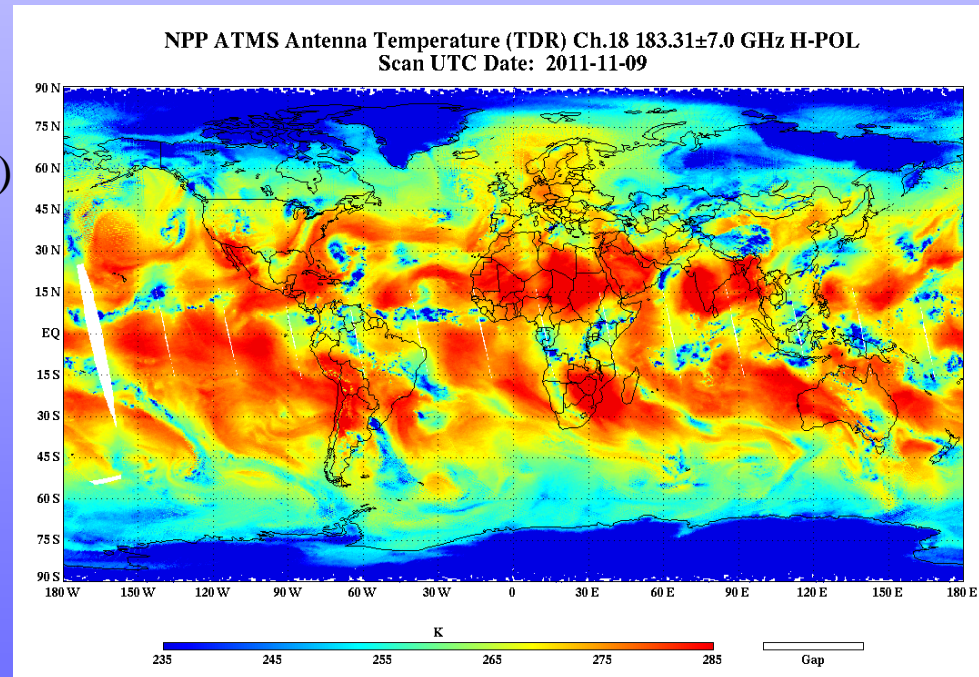 NPP ATMS Antenna Temperature (TDR) Ch.18 183.31±7.0 GHz H-POL
Scan UTC Date: 2011-11-09
)
90 N
75 N
60 N
45 N
30 N
15 N
EQ
15 S
30 S
45 S
60 S
75 S
90 S
180 W 150 W 120 W 90 W 60 W 30 W 0 30 E 60 E 90 E 120 E 150 E 180 E
K
235 245 255 265 275 285 Gap